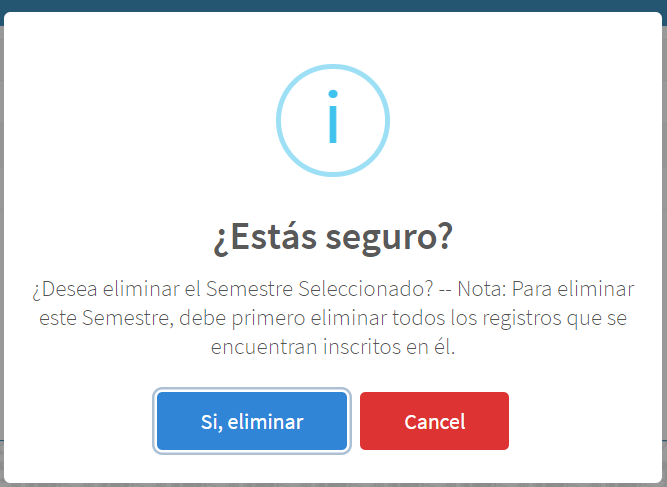 ¿Estás seguro?
¿Desea eliminar el Semestre Seleccionado? -- Nota: Para eliminar
este Semestre, debe primero eliminar todos los registros que se
encuentran inscritos en él.
Si, eliminar
Cancel